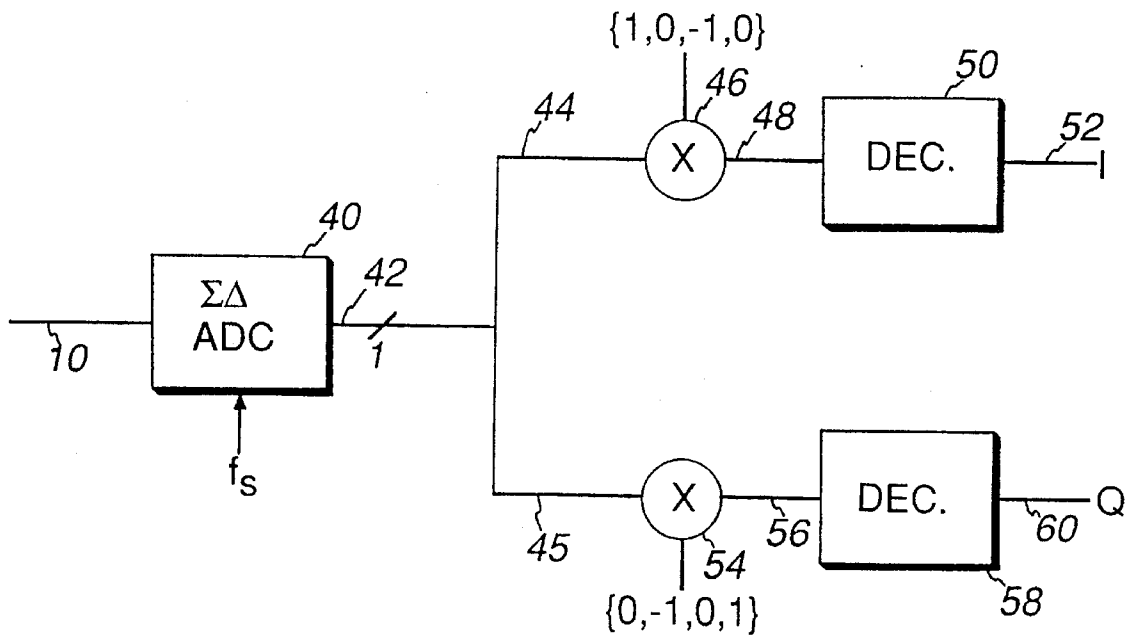 {1,0,-1,0}
46
50
44
48
52
X
DEC.
I
40
42
ΣΔ
ADC
10
1
fS
X
DEC.
Q
45
54
56
60
58
{0,-1,0,1}